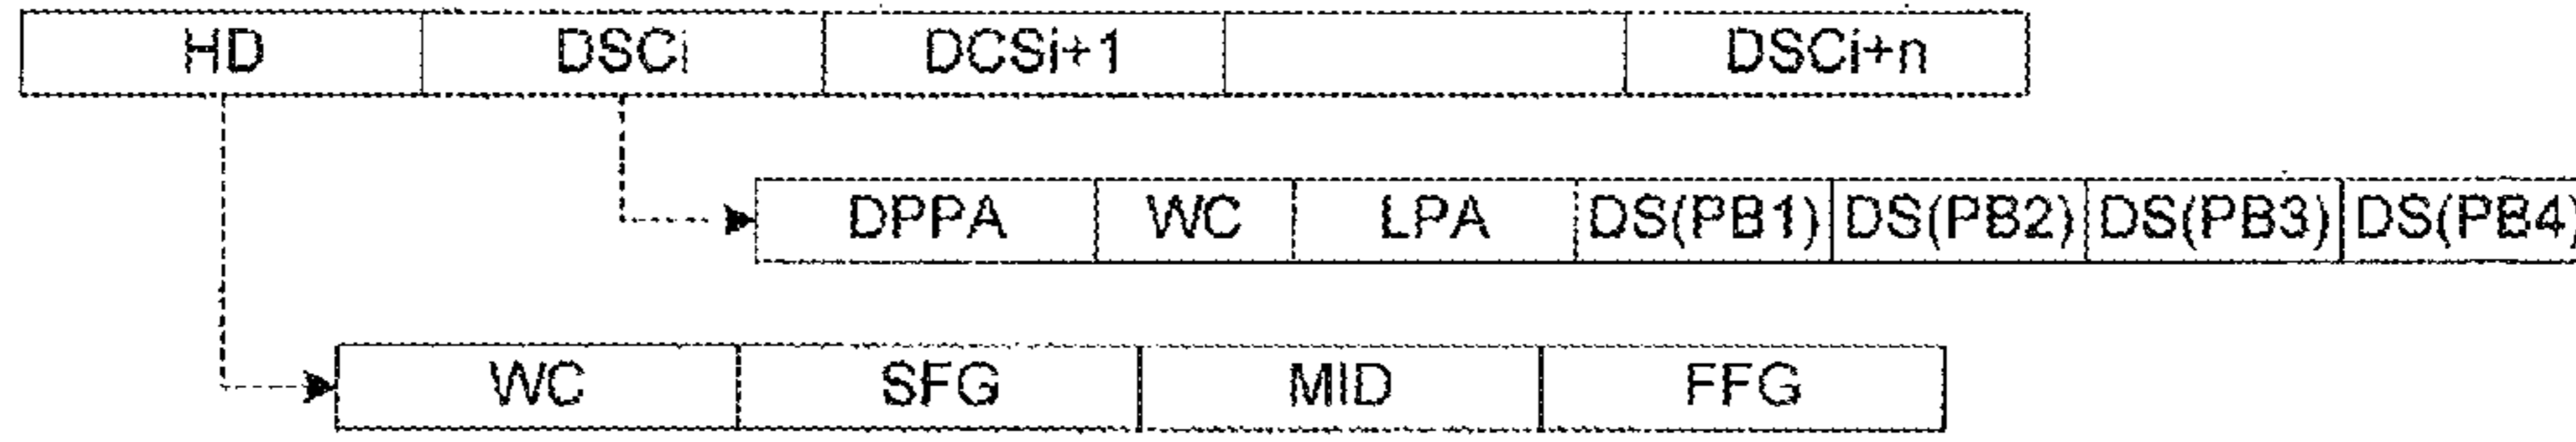 HD DSCi DCSi+1 DSCi+n
DPPA WC LPA DS(PB1) DS(PB2) DS(PB3) DS(PB4)
WC SFG MID FFG